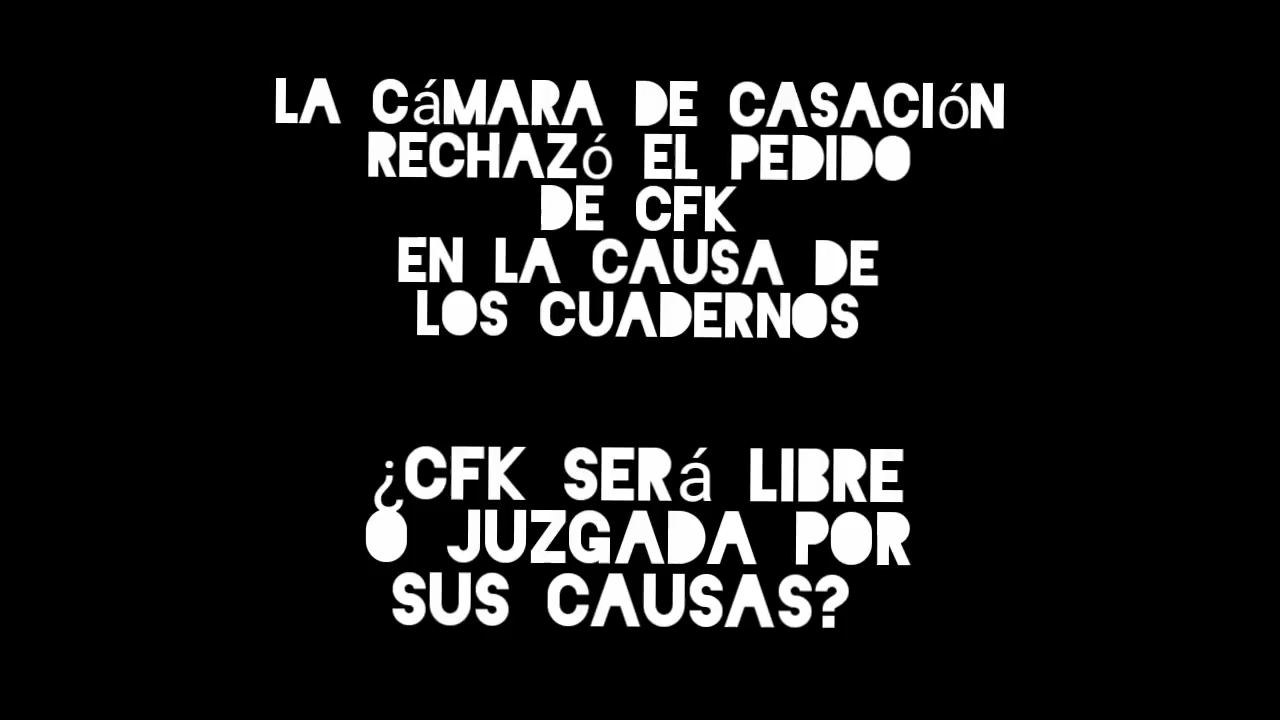 LA CáMARA DE CASACIóN
RECHAZó EL PEDIDO
DE CFK
EN LA CAUSA DE
LOS CUADERNOS
¿CFK SERá LIBRE
O JUZGADA POR
SUS CAUSAS?